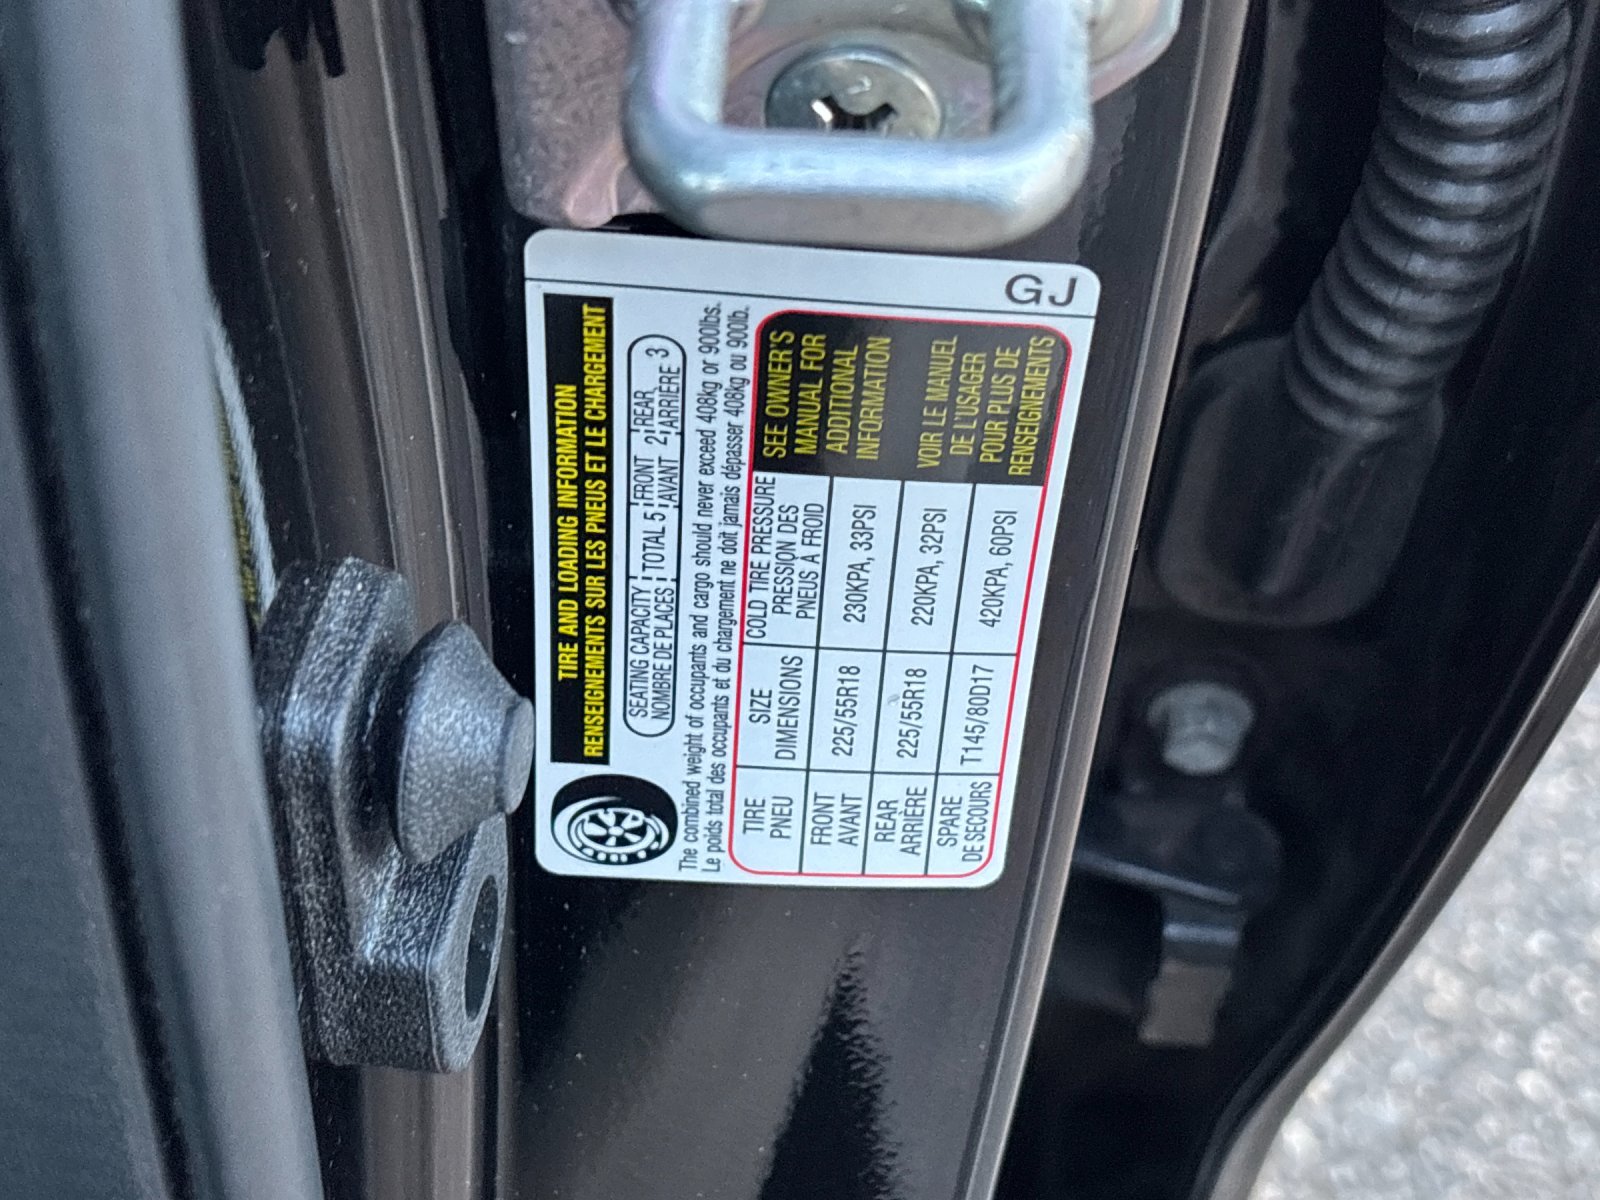 TIRE AND LOADING INFORMATION
RENSEIGNEMENTS SUR LES PNEUS ET LE CHARGEMENT
SEATING CAPACITY TOTAL 5 FRONT 2 REAR 3
NOMBRE DE PLACES AVANT ARRIÈRE
The combined weight of occupants and cargo should never exceed 408kg or 900lbs.
Le poids total des occupants et du chargement ne doit jamais dépasser 408kg ou 900lb.
TIRE SIZE COLD TIRE PRESSURE
PNEU DIMENSIONS PRESSION DES
PNEUS À FROID
FRONT 225/55R18 230KPA, 33PSI
AVANT
REAR 225/55R18 220KPA, 32PSI
ARRIÈRE
SPARE T145/80D17 420KPA, 60PSI
DE SECOURS
SEE OWNER'S
MANUAL FOR
ADDITIONAL
INFORMATION
VOIR LE MANUEL
DE L'USAGER
POUR PLUS DE
RENSEIGNEMENTS
GJ